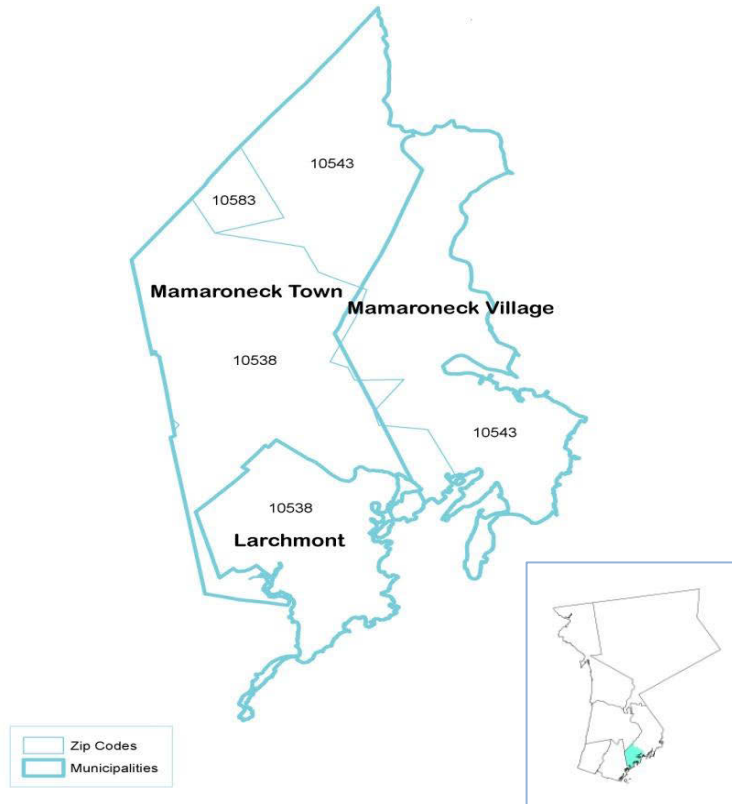 10543
10583
Mamaroneck Town
Mamaroneck Village
10538
10543
10538
Larchmont
Zip Codes
Municipalities